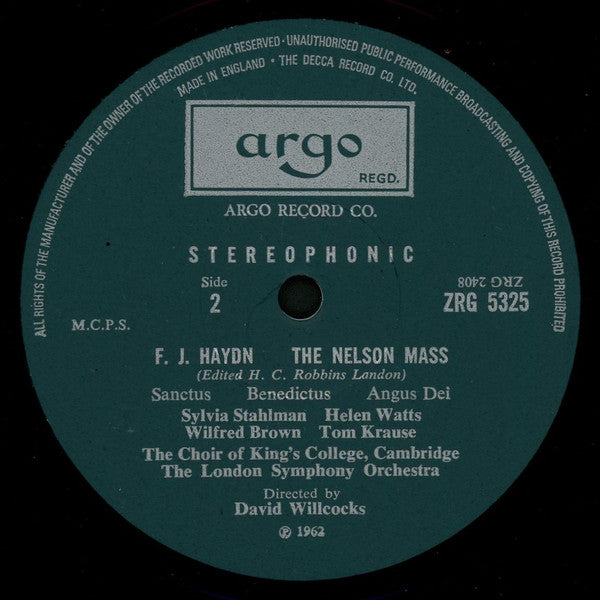 ALL RIGHTS OF THE MANUFACTURER AND OF THE OWNER OF THE RECORDED WORK RESERVED · UNAUTHORISED PUBLIC PERFORMANCE BROADCASTING AND COPYING OF THIS RECORD PROHIBITED
MADE IN ENGLAND · THE DECCA RECORD CO. LTD.
argo
REGD.
ARGO RECORD CO.
STEREOPHONIC
Side
2
ZRG 2408
ZRG 5325
M.C.P.S.
F. J. HAYDN THE NELSON MASS
(Edited H. C. Robbins Landon)
Sanctus Benedictus Angus Dei
Sylvia Stahlman Helen Watts
Wilfred Brown Tom Krause
The Choir of King's College, Cambridge
The London Symphony Orchestra
Directed by
David Willcocks
℗ 1962